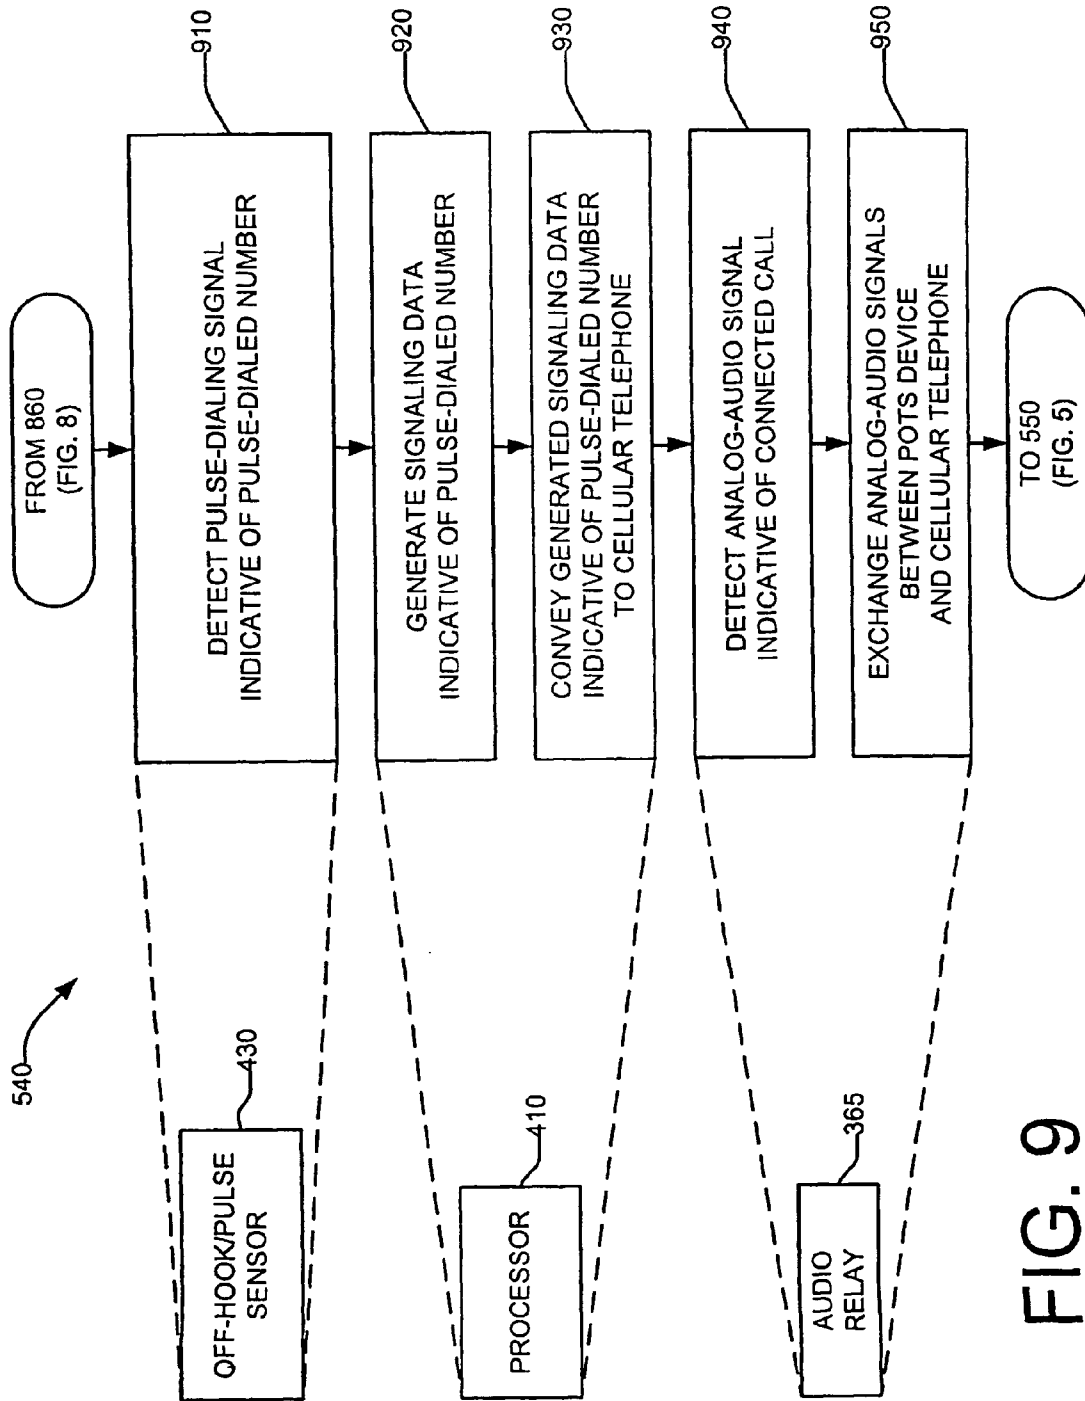 540
FROM 860
(FIG. 8)
DETECT PULSE-DIALING SIGNAL
INDICATIVE OF PULSE-DIALED NUMBER
910
OFF-HOOK/PULSE
SENSOR
430
GENERATE SIGNALING DATA
INDICATIVE OF PULSE-DIALED NUMBER
920
CONVEY GENERATED SIGNALING DATA
INDICATIVE OF PULSE-DIALED NUMBER
TO CELLULAR TELEPHONE
930
PROCESSOR
410
DETECT ANALOG-AUDIO SIGNAL
INDICATIVE OF CONNECTED CALL
940
EXCHANGE ANALOG-AUDIO SIGNALS
BETWEEN POTS DEVICE
AND CELLULAR TELEPHONE
950
AUDIO
RELAY
365
TO 550
(FIG. 5)
FIG. 9